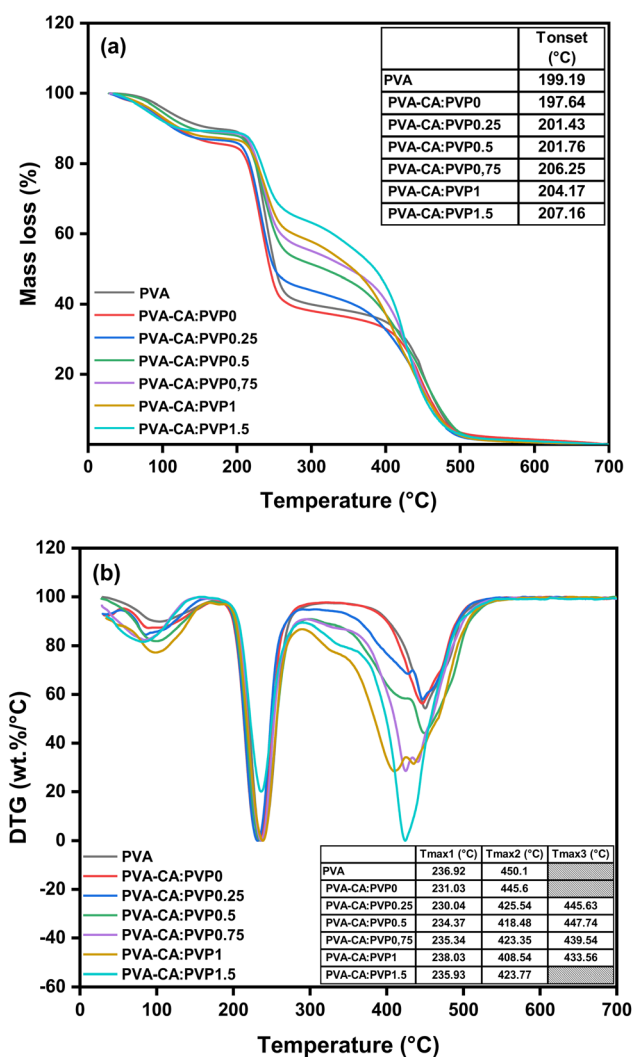 (a)
Tonset
(°C)
PVA 199.19
PVA-CA:PVP0 197.64
PVA-CA:PVP0.25 201.43
PVA-CA:PVP0.5 201.76
PVA-CA:PVP0,75 206.25
PVA-CA:PVP1 204.17
PVA-CA:PVP1.5 207.16
Mass loss (%)
120
100
80
60
40
20
PVA
PVA-CA:PVP0
PVA-CA:PVP0.25
PVA-CA:PVP0.5
PVA-CA:PVP0,75
PVA-CA:PVP1
PVA-CA:PVP1.5
0 100 200 300 400 500 600 700
Temperature (°C)
(b)
DTG (wt.%/°C)
120
100
80
60
40
20
0
-20
-40
-60
PVA
PVA-CA:PVP0
PVA-CA:PVP0.25
PVA-CA:PVP0.5
PVA-CA:PVP0.75
PVA-CA:PVP1
PVA-CA:PVP1.5
Tmax1 (°C) Tmax2 (°C) Tmax3 (°C)
PVA 236.92 450.1
PVA-CA:PVP0 231.03 445.6
PVA-CA:PVP0.25 230.04 425.54 445.63
PVA-CA:PVP0.5 234.37 418.48 447.74
PVA-CA:PVP0,75 235.34 423.35 439.54
PVA-CA:PVP1 238.03 408.54 433.56
PVA-CA:PVP1.5 235.93 423.77
0 100 200 300 400 500 600 700
Temperature (°C)